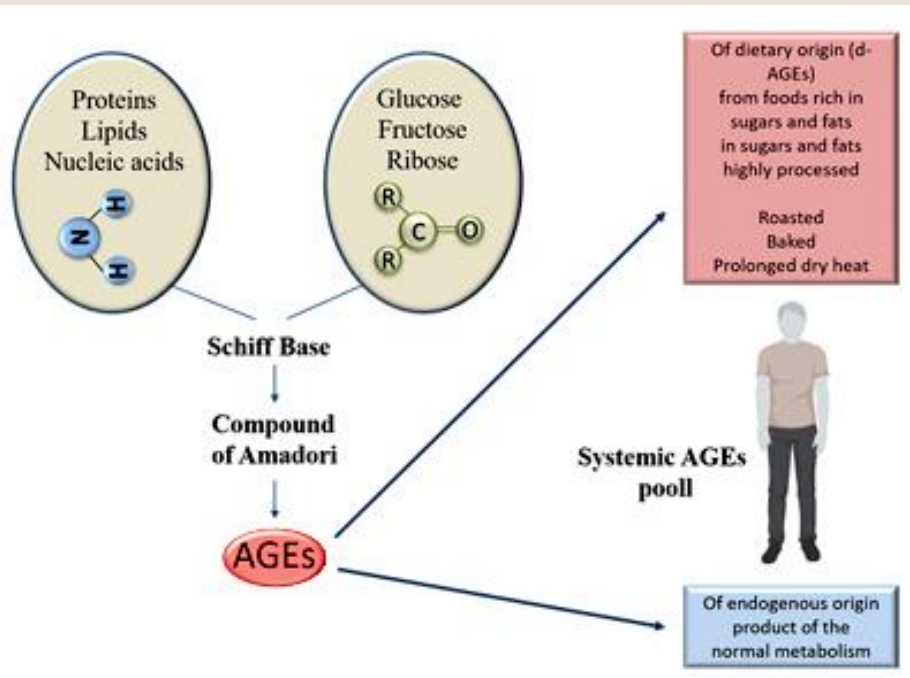 Proteins
Lipids
Nucleic acids
H
N
H
Glucose
Fructose
Ribose
R
C
O
R
Schiff Base
Compound
of Amadori
AGEs
Of dietary origin (d-
AGEs)
from foods rich in
sugars and fats
in sugars and fats
highly processed
Roasted
Baked
Prolonged dry heat
Systemic AGEs
pooll
Of endogenous origin
product of the
normal metabolism